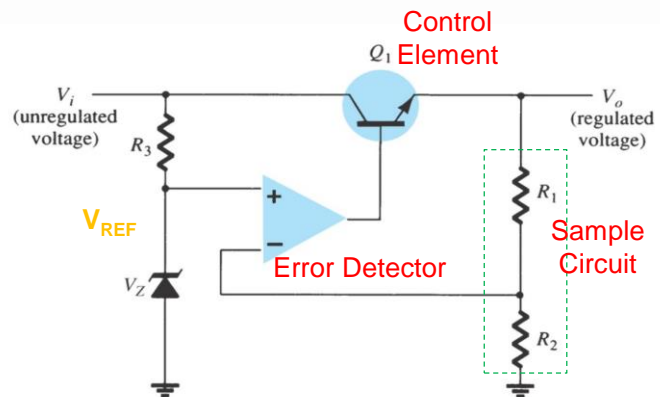 Control
Q1 Element
Vi
(unregulated
voltage)
Vo
(regulated
voltage)
R3
R1
+
VREF
−
Sample
Circuit
Error Detector
VZ
R2